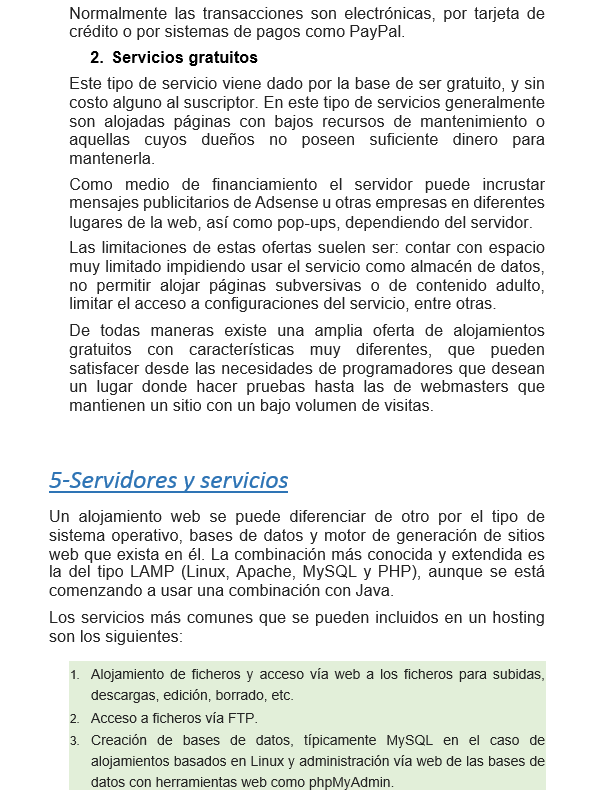 Normalmente las transacciones son electrónicas, por tarjeta de
crédito o por sistemas de pagos como PayPal.
2. Servicios gratuitos
Este tipo de servicio viene dado por la base de ser gratuito, y sin
costo alguno al suscriptor. En este tipo de servicios generalmente
son alojadas páginas con bajos recursos de mantenimiento o
aquellas cuyos dueños no poseen suficiente dinero para
mantenerla.
Como medio de financiamiento el servidor puede incrustar
mensajes publicitarios de Adsense u otras empresas en diferentes
lugares de la web, así como pop-ups, dependiendo del servidor.
Las limitaciones de estas ofertas suelen ser: contar con espacio
muy limitado impidiendo usar el servicio como almacén de datos,
no permitir alojar páginas subversivas o de contenido adulto,
limitar el acceso a configuraciones del servicio, entre otras.
De todas maneras existe una amplia oferta de alojamientos
gratuitos con características muy diferentes, que pueden
satisfacer desde las necesidades de programadores que desean
un lugar donde hacer pruebas hasta las de webmasters que
mantienen un sitio con un bajo volumen de visitas.
5-Servidores y servicios
Un alojamiento web se puede diferenciar de otro por el tipo de
sistema operativo, bases de datos y motor de generación de sitios
web que exista en él. La combinación más conocida y extendida es
la del tipo LAMP (Linux, Apache, MySQL y PHP), aunque se está
comenzando a usar una combinación con Java.
Los servicios más comunes que se pueden incluidos en un hosting
son los siguientes:
1. Alojamiento de ficheros y acceso vía web a los ficheros para subidas,
descargas, edición, borrado, etc.
2. Acceso a ficheros vía FTP.
3. Creación de bases de datos, típicamente MySQL en el caso de
alojamientos basados en Linux y administración vía web de las bases de
datos con herramientas web como phpMyAdmin.